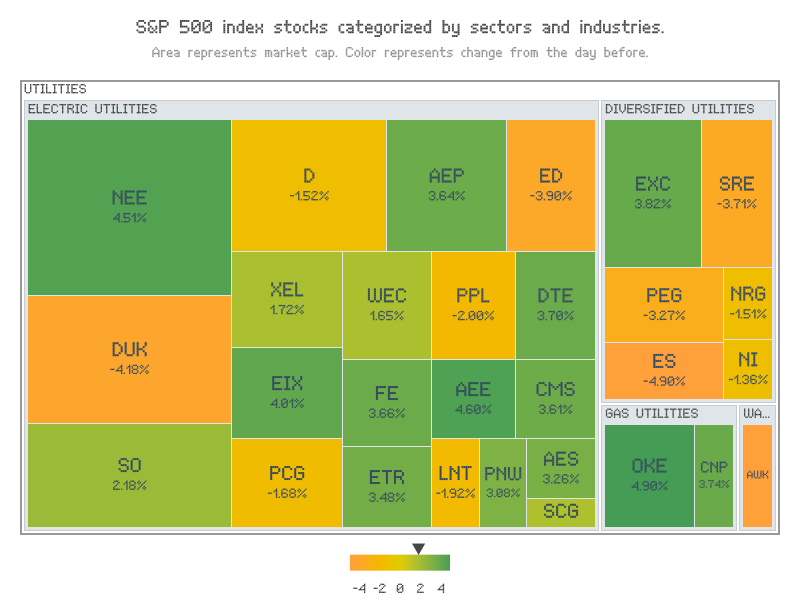 S&P 500 index stocks categorized by sectors and industries.
Area represents market cap. Color represents change from the day before.
UTILITIES
ELECTRIC UTILITIES
NEE
4.51%
DUK
-4.18%
SO
2.18%
D
-1.52%
AEP
3.64%
ED
-3.90%
XEL
1.72%
WEC
1.65%
PPL
-2.00%
DTE
3.70%
EIX
4.01%
FE
3.66%
AEE
4.60%
CMS
3.61%
PCG
-1.68%
ETR
3.48%
LNT
-1.92%
PNW
3.08%
AES
3.26%
SCG
DIVERSIFIED UTILITIES
EXC
3.82%
SRE
-3.71%
PEG
-3.27%
NRG
-1.51%
ES
-4.90%
NI
-1.36%
GAS UTILITIES
OKE
4.90%
CNP
3.74%
WA...
AWK
-4 -2 0 2 4